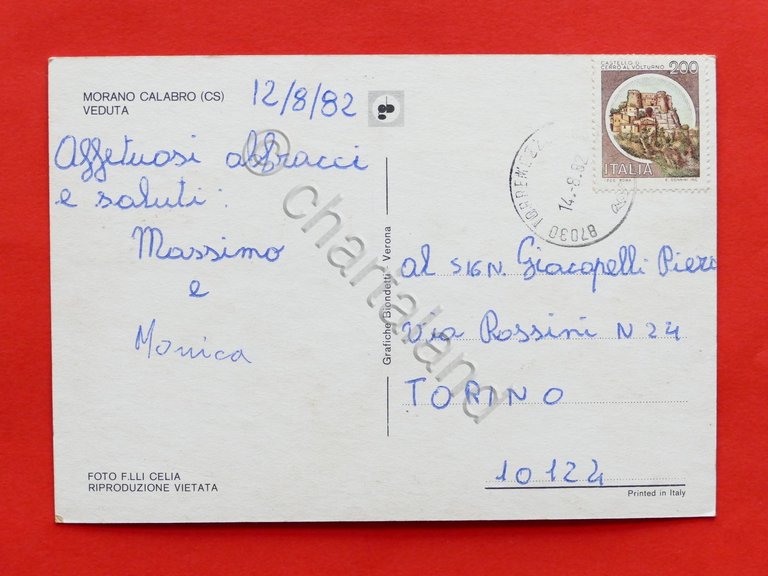 MORANO CALABRO (CS)
VEDUTA
12/8/82
Affetuosi abbracci
e saluti:
Massimo
e
Monica
FOTO F.LLI CELIA
RIPRODUZIONE VIETATA
Grafiche Biondetti - Verona
CASTELLO DI
CERRO AL VOLTURNO
200
ITALIA
87030
14.-8.82
al SIGN. Giacapelli Piero
Via Rossini N 24
TORINO
10124
Printed in Italy
© chartaland